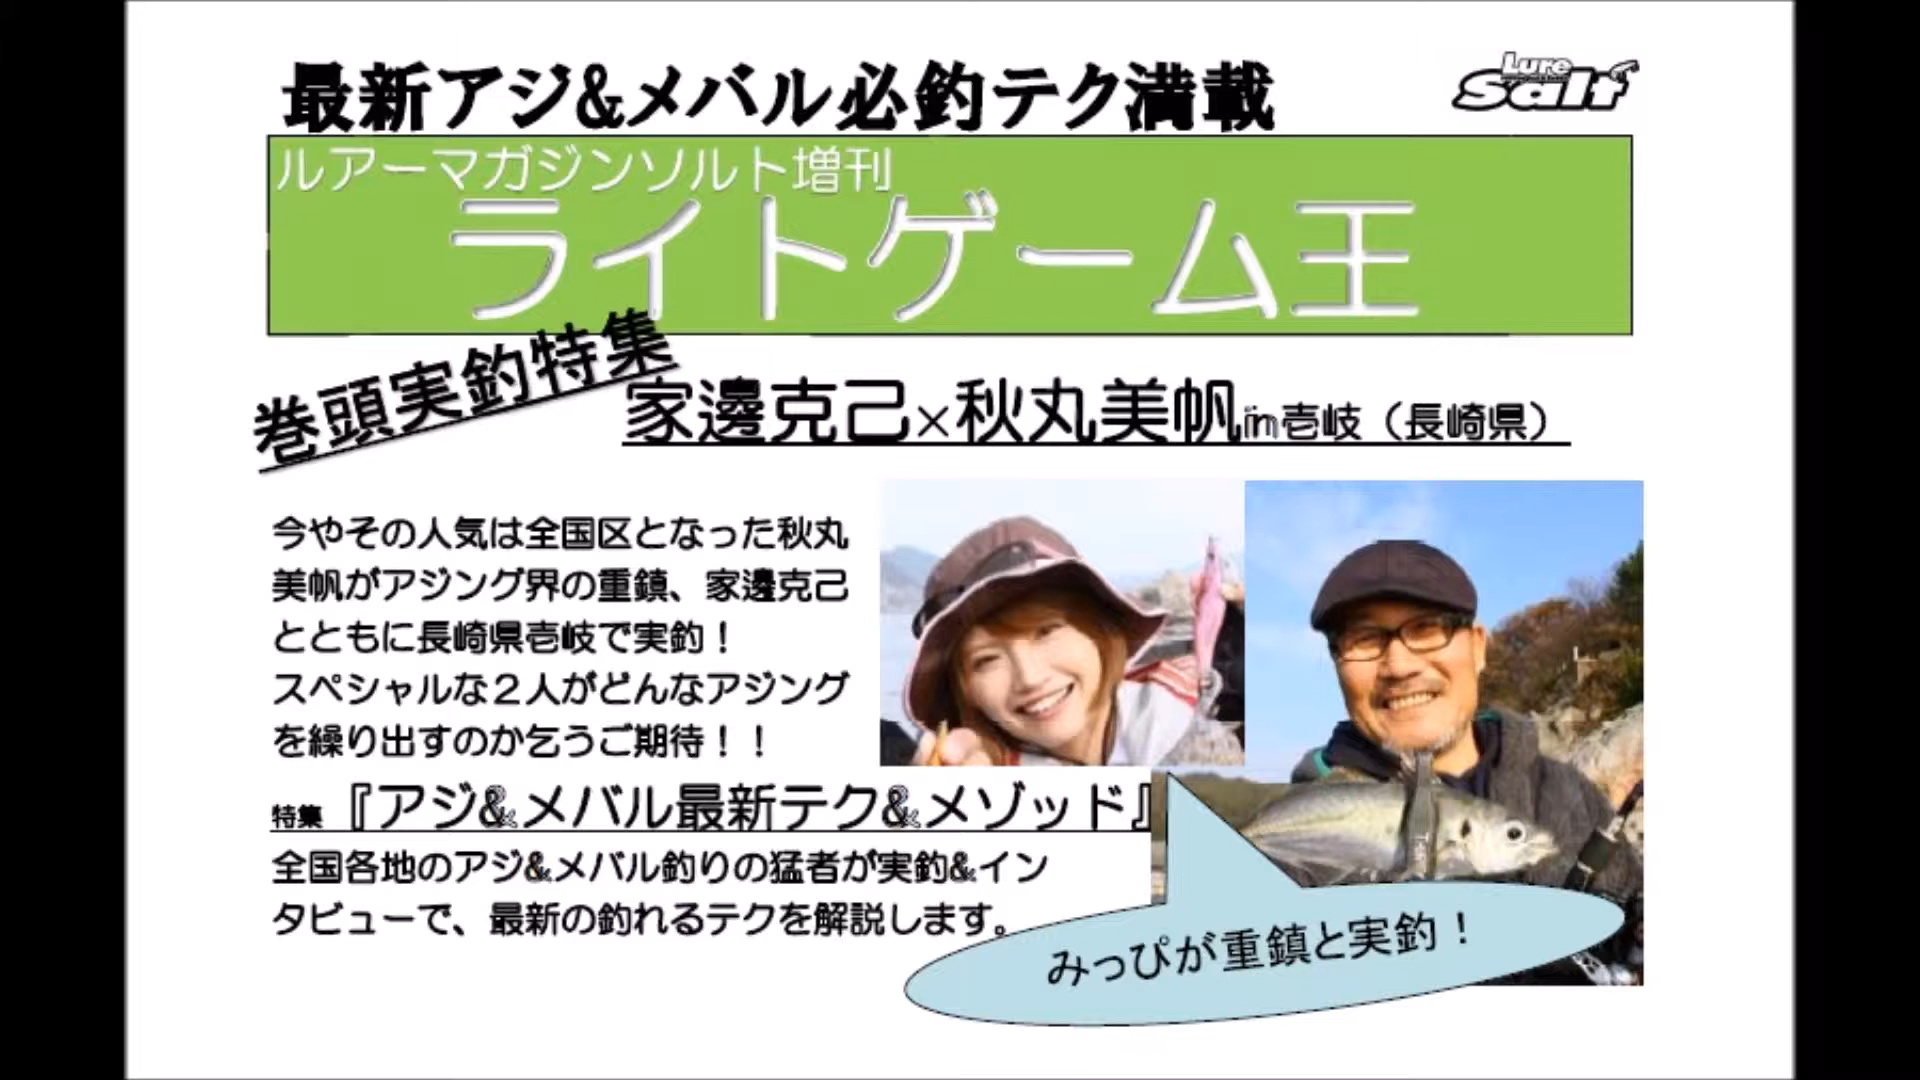 最新アジ&メバル必釣テク満載
Lure
Salt
ルアーマガジンソルト増刊
ライトゲーム王
巻頭実釣特集
家邊克己×秋丸美帆in壱岐（長崎県）
今やその人気は全国区となった秋丸
美帆がアジング界の重鎮、家邊克己
とともに長崎県壱岐で実釣！
スペシャルな２人がどんなアジング
を繰り出すのか乞うご期待！！
特集『アジ&メバル最新テク&メゾッド』
全国各地のアジ&メバル釣りの猛者が実釣&イン
タビューで、最新の釣れるテクを解説します。
みっぴが重鎮と実釣！